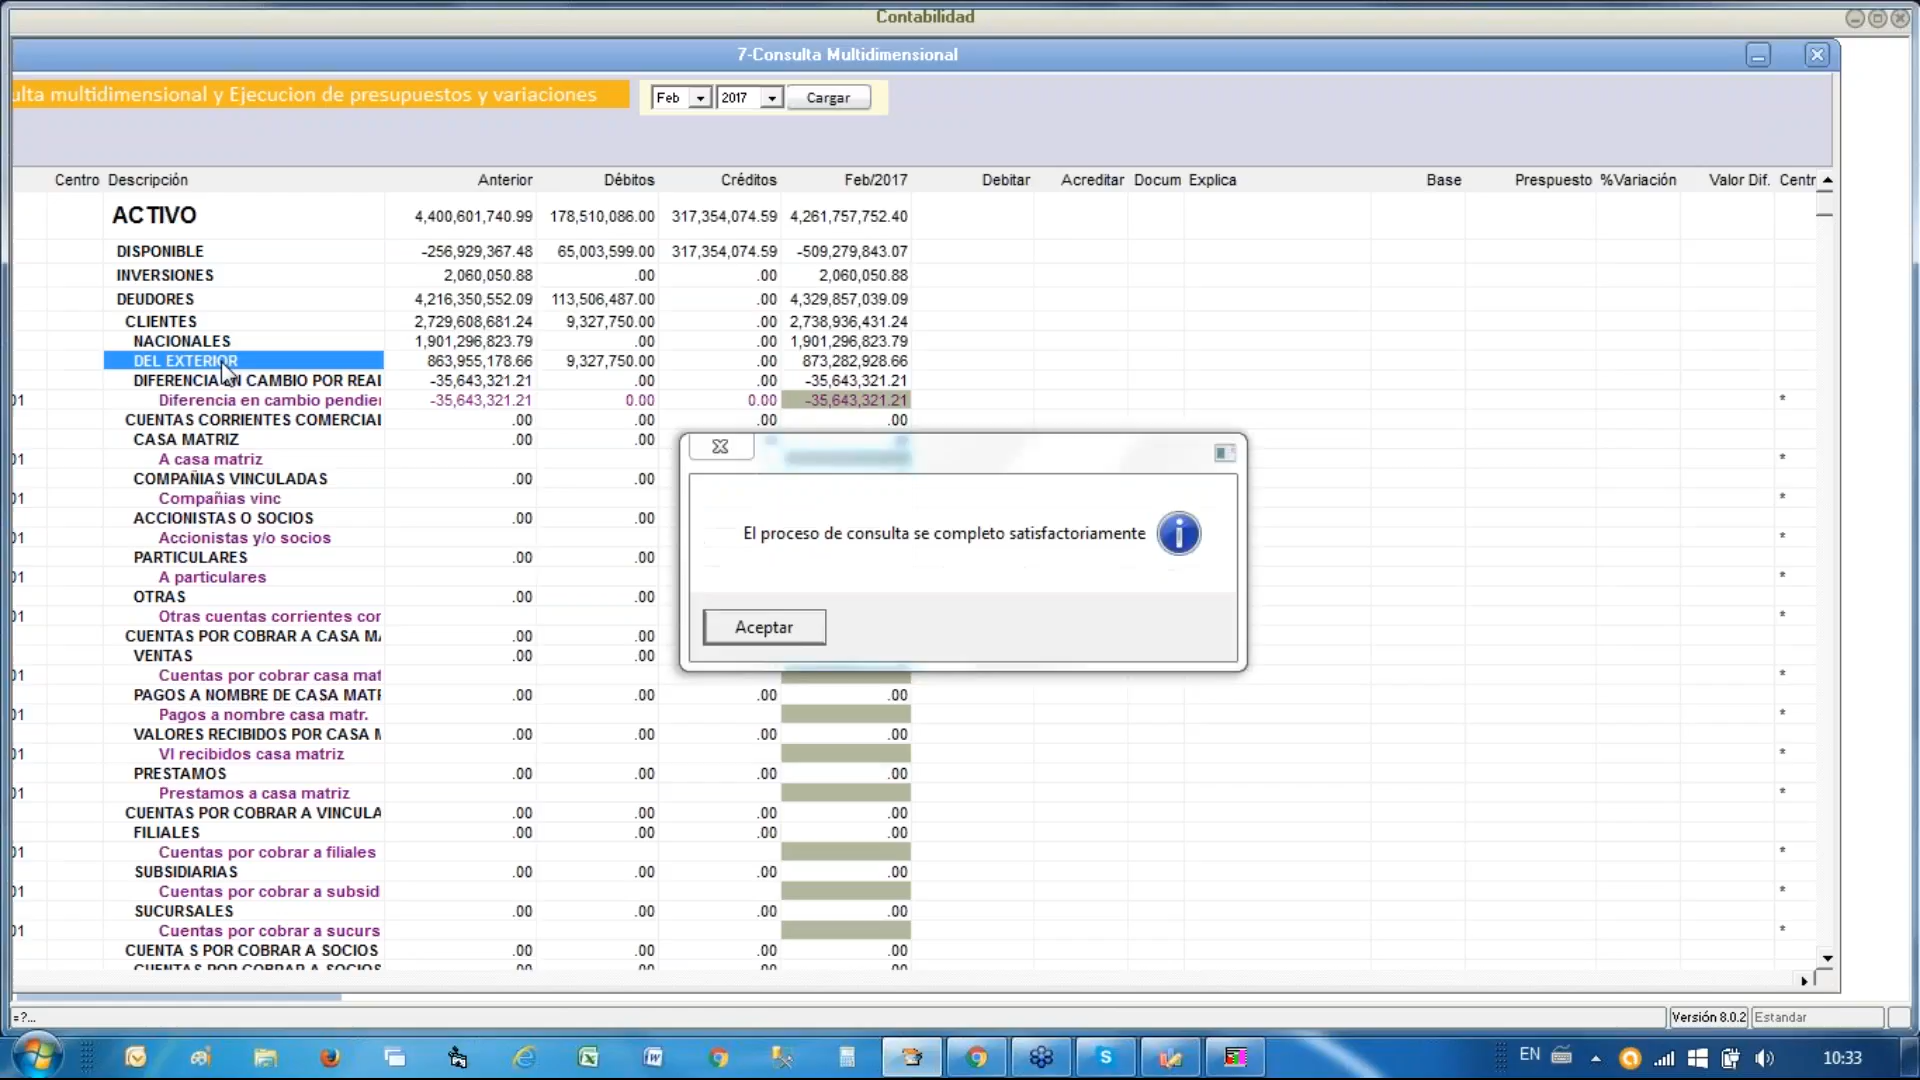 Contabilidad
7-Consulta Multidimensional
ulta multidimensional y Ejecucion de presupuestos y variaciones Feb 2017 Cargar
Centro Descripción Anterior Débitos Créditos Feb/2017 Debitar Acreditar Docum Explica Base Prespuesto %Variación Valor Dif. Centr
ACTIVO 4,400,601,740.99 178,510,086.00 317,354,074.59 4,261,757,752.40
DISPONIBLE -256,929,367.48 65,003,599.00 317,354,074.59 -509,279,843.07
INVERSIONES 2,060,050.88 .00 .00 2,060,050.88
DEUDORES 4,216,350,552.09 113,506,487.00 .00 4,329,857,039.09
CLIENTES 2,729,608,681.24 9,327,750.00 .00 2,738,936,431.24
NACIONALES 1,901,296,823.79 .00 .00 1,901,296,823.79
DEL EXTERIOR 863,955,178.66 9,327,750.00 .00 873,282,928.66
DIFERENCIA EN CAMBIO POR REAL -35,643,321.21 .00 .00 -35,643,321.21
01 Diferencia en cambio pendier -35,643,321.21 0.00 0.00 -35,643,321.21 *
CUENTAS CORRIENTES COMERCIAL .00 .00 .00 .00
CASA MATRIZ .00 .00
01 A casa matriz *
COMPAÑIAS VINCULADAS .00 .00
01 Compañias vinc *
ACCIONISTAS O SOCIOS .00 .00
01 Accionistas y/o socios *
PARTICULARES .00 .00
01 A particulares *
OTRAS .00 .00
01 Otras cuentas corrientes cor *
CUENTAS POR COBRAR A CASA MA .00 .00
VENTAS .00 .00
01 Cuentas por cobrar casa mat *
PAGOS A NOMBRE DE CASA MATR .00 .00 .00 .00
01 Pagos a nombre casa matr. *
VALORES RECIBIDOS POR CASA M .00 .00 .00 .00
01 Vl recibidos casa matriz *
PRESTAMOS .00 .00 .00 .00
01 Prestamos a casa matriz *
CUENTAS POR COBRAR A VINCULA .00 .00 .00 .00
FILIALES .00 .00 .00 .00
01 Cuentas por cobrar a filiales *
SUBSIDIARIAS .00 .00 .00 .00
01 Cuentas por cobrar a subsid *
SUCURSALES .00 .00 .00 .00
01 Cuentas por cobrar a sucurs *
CUENTA S POR COBRAR A SOCIOS .00 .00 .00 .00
CUENTAS POR COBRAR A SOCIOS .00 .00 .00 .00
El proceso de consulta se completo satisfactoriamente
Aceptar
=?... Versión 8.0.2 Estandar
EN 10:33